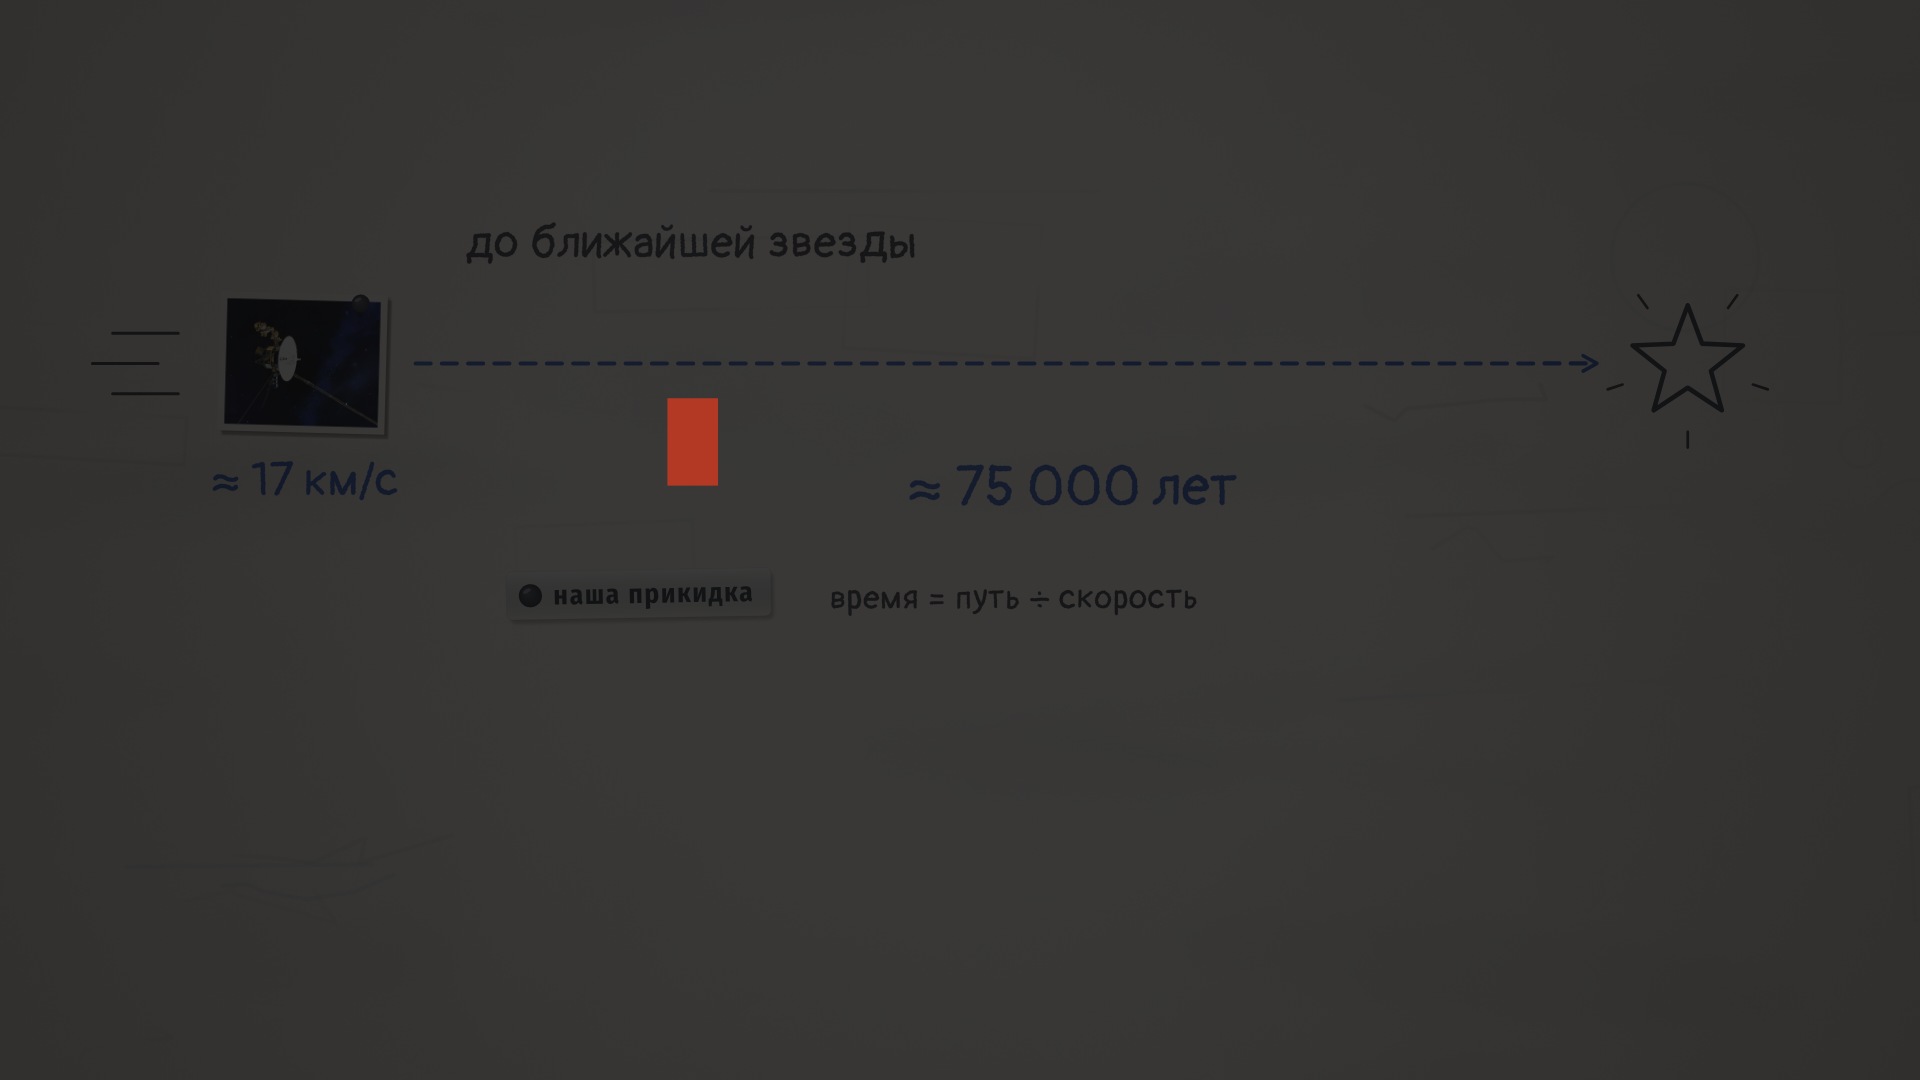 до ближайшей звезды
≈ 17 км/с
≈ 75 000 лет
наша прикидка
время = путь ÷ скорость